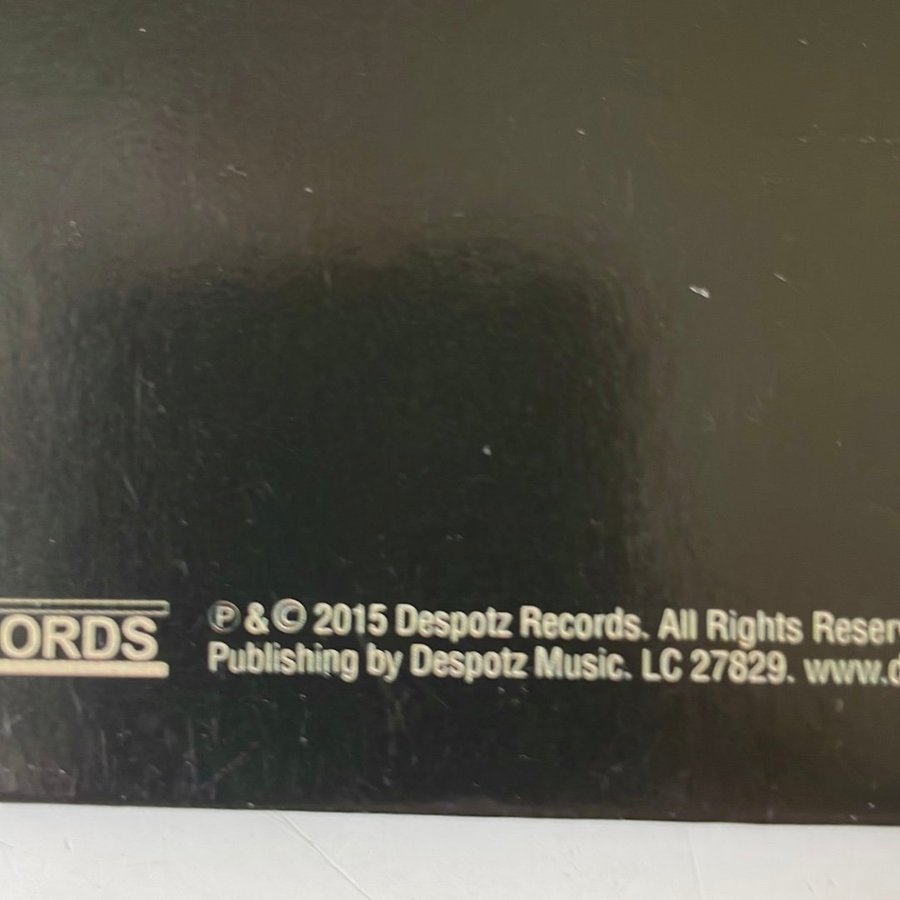 ORDS
℗ & © 2015 Despotz Records. All Rights Reserv
Publishing by Despotz Music. LC 27829. www.d